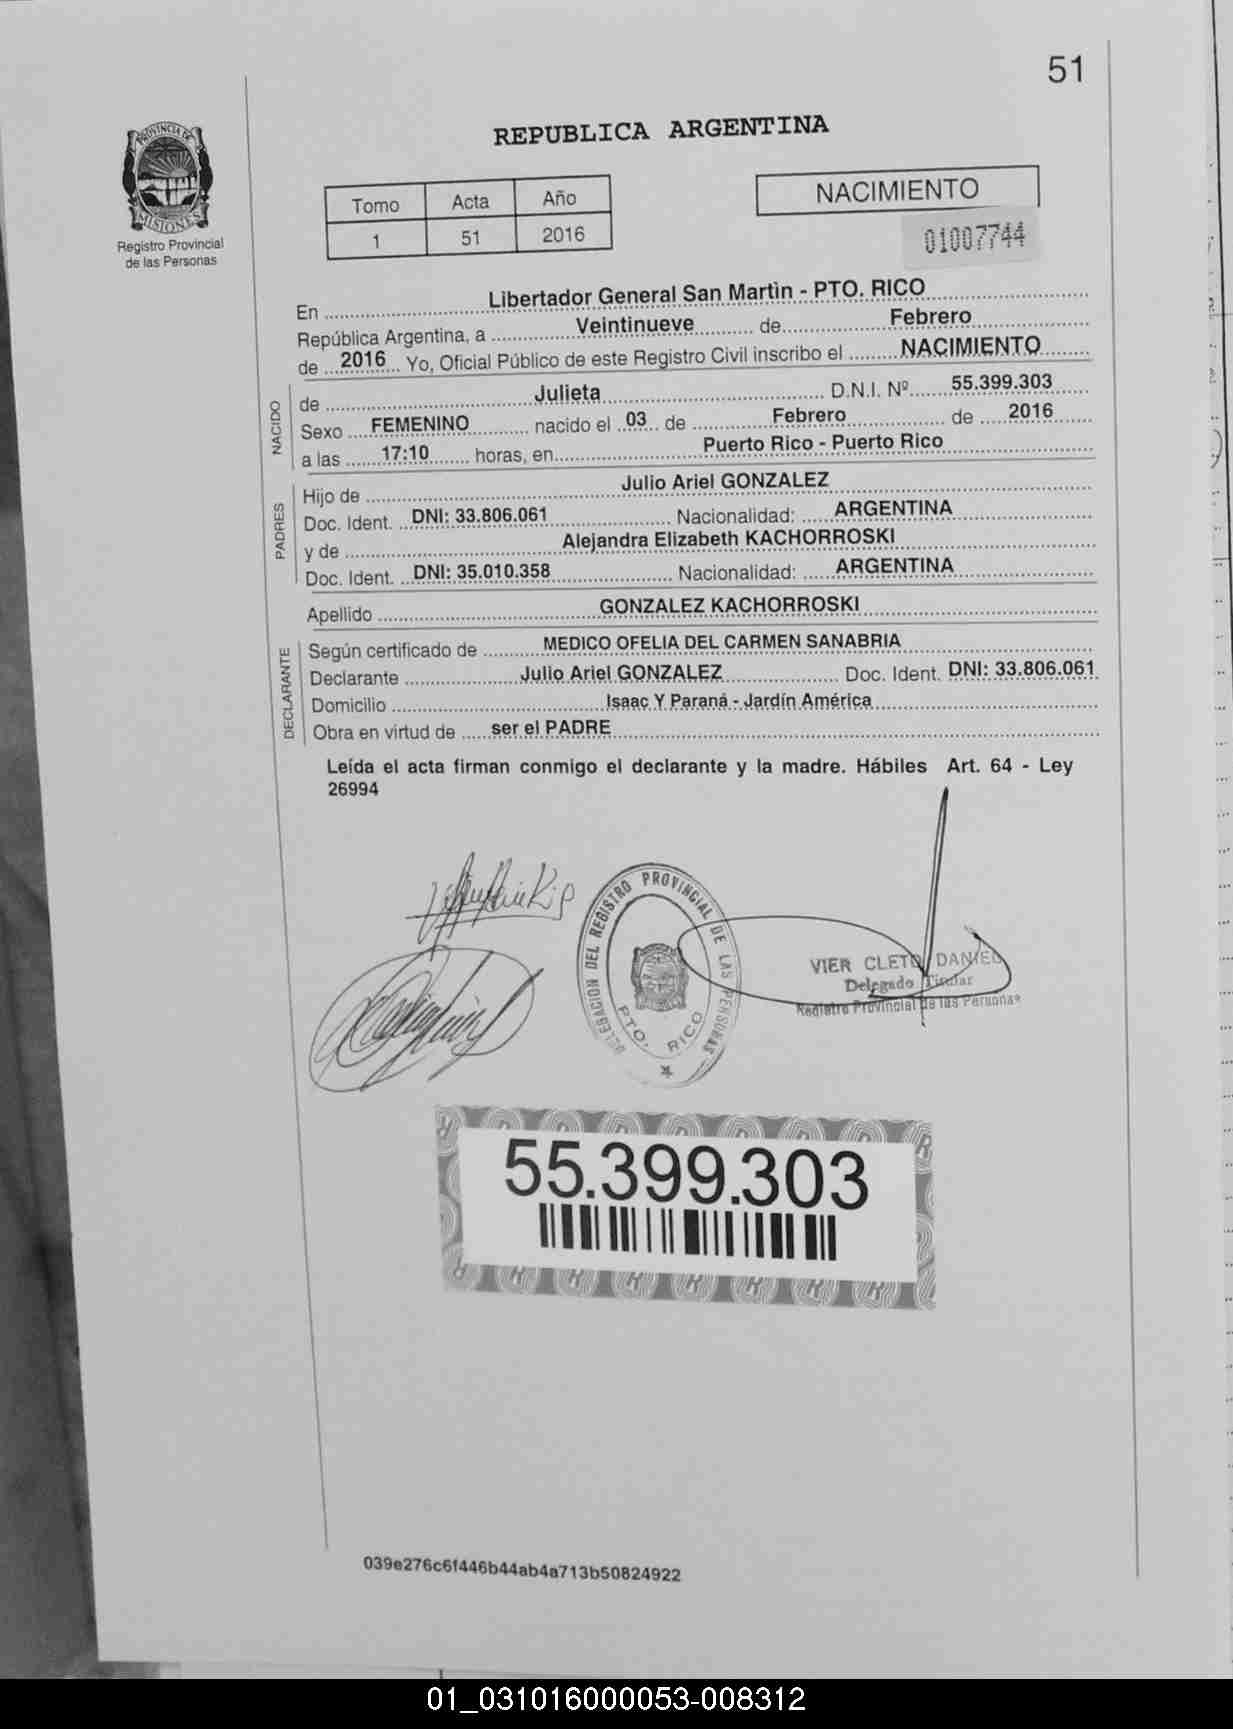 51
PROVINCIA DE
MISIONES
Registro Provincial
de las Personas
REPUBLICA ARGENTINA
Tomo Acta Año
1 51 2016
NACIMIENTO
01007744
En Libertador General San Martìn - PTO. RICO
República Argentina, a Veintinueve de Febrero
de 2016 Yo, Oficial Público de este Registro Civil inscribo el NACIMIENTO
NACIDO
de Julieta D.N.I. Nº 55.399.303
Sexo FEMENINO nacido el 03 de Febrero de 2016
a las 17:10 horas, en Puerto Rico - Puerto Rico
PADRES
Hijo de Julio Ariel GONZALEZ
Doc. Ident. DNI: 33.806.061 Nacionalidad: ARGENTINA
y de Alejandra Elizabeth KACHORROSKI
Doc. Ident. DNI: 35.010.358 Nacionalidad: ARGENTINA
Apellido GONZALEZ KACHORROSKI
DECLARANTE
Según certificado de MEDICO OFELIA DEL CARMEN SANABRIA
Declarante Julio Ariel GONZALEZ Doc. Ident. DNI: 33.806.061
Domicilio Isaac Y Paraná - Jardín América
Obra en virtud de ser el PADRE
Leída el acta firman conmigo el declarante y la madre. Hábiles Art. 64 - Ley
26994
DELEGACION DEL REGISTRO PROVINCIAL DE LAS PERSONAS
PTO. RICO
VIER CLETO DANIEL
Delegado Titular
Registro Provincial de las Personas
55.399.303
039e276c6f446b44ab4a713b50824922
01_031016000053-008312